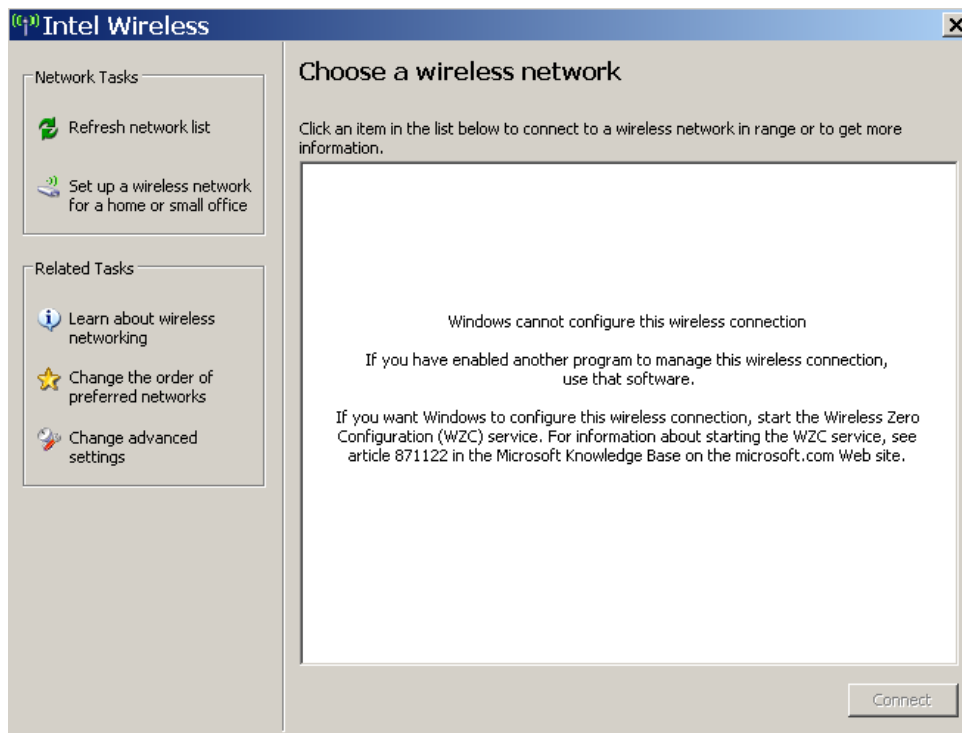 Intel Wireless
Network Tasks
Refresh network list
Set up a wireless network
for a home or small office
Related Tasks
Learn about wireless
networking
Change the order of
preferred networks
Change advanced
settings
Choose a wireless network
Click an item in the list below to connect to a wireless network in range or to get more
information.
Windows cannot configure this wireless connection
If you have enabled another program to manage this wireless connection,
use that software.
If you want Windows to configure this wireless connection, start the Wireless Zero
Configuration (WZC) service. For information about starting the WZC service, see
article 871122 in the Microsoft Knowledge Base on the microsoft.com Web site.
Connect